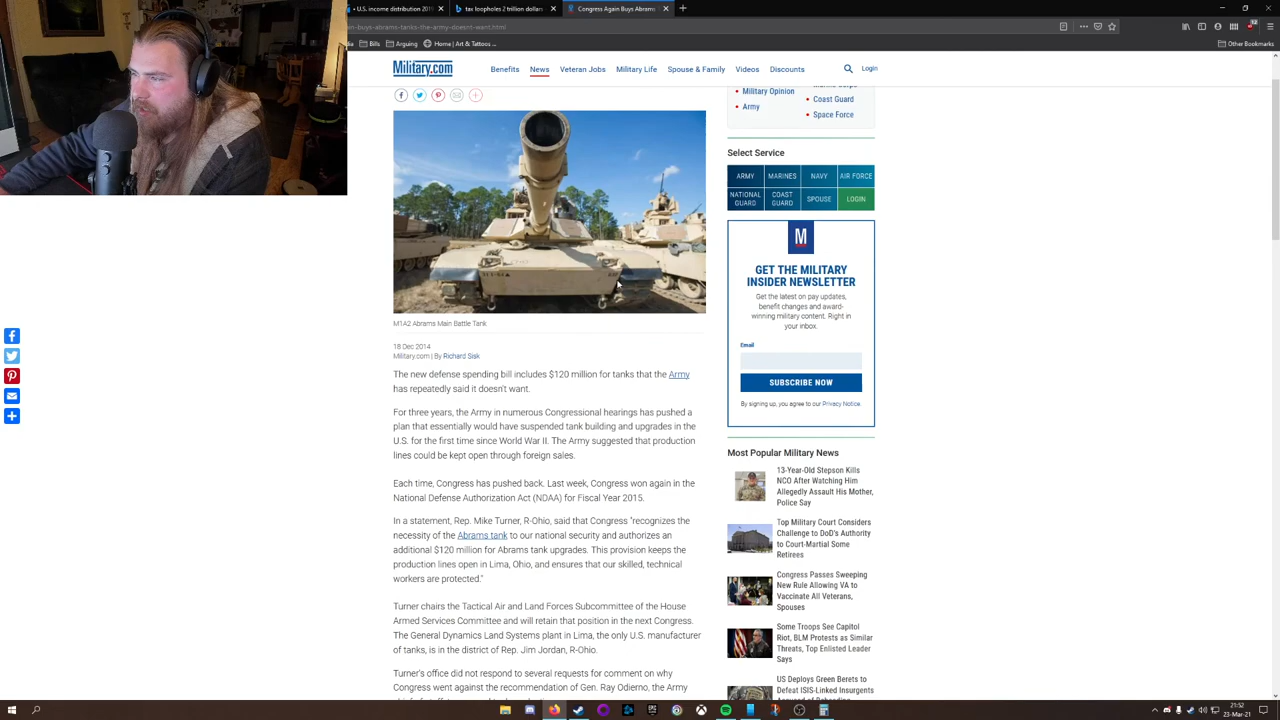 U.S. income distribution 2019
tax loopholes 2 trillion dollars
Congress Again Buys Abrams
ain-buys-abrams-tanks-the-army-doesnt-want.html
Bills
Arguing
Home | Art & Tattoos ...
Other Bookmarks
Military.com
Benefits
News
Veteran Jobs
Military Life
Spouse & Family
Videos
Discounts
Login
Military Opinion
Army
Coast Guard
Space Force
M1A2 Abrams Main Battle Tank
18 Dec 2014
Military.com | By Richard Sisk
The new defense spending bill includes $120 million for tanks that the Army
has repeatedly said it doesn't want.
For three years, the Army in numerous Congressional hearings has pushed a
plan that essentially would have suspended tank building and upgrades in the
U.S. for the first time since World War II. The Army suggested that production
lines could be kept open through foreign sales.
Each time, Congress has pushed back. Last week, Congress won again in the
National Defense Authorization Act (NDAA) for Fiscal Year 2015.
In a statement, Rep. Mike Turner, R-Ohio, said that Congress "recognizes the
necessity of the Abrams tank to our national security and authorizes an
additional $120 million for Abrams tank upgrades. This provision keeps the
production lines open in Lima, Ohio, and ensures that our skilled, technical
workers are protected."
Turner chairs the Tactical Air and Land Forces Subcommittee of the House
Armed Services Committee and will retain that position in the next Congress.
The General Dynamics Land Systems plant in Lima, the only U.S. manufacturer
of tanks, is in the district of Rep. Jim Jordan, R-Ohio.
Turner's office did not respond to several requests for comment on why
Congress went against the recommendation of Gen. Ray Odierno, the Army
Select Service
ARMY
MARINES
NAVY
AIR FORCE
NATIONAL GUARD
COAST GUARD
SPOUSE
LOGIN
M
GET THE MILITARY
INSIDER NEWSLETTER
Get the latest on pay updates,
benefit changes and award-
winning military content. Right in
your inbox.
Email
SUBSCRIBE NOW
By signing up, you agree to our Privacy Notice.
Most Popular Military News
13-Year-Old Stepson Kills
NCO After Watching Him
Allegedly Assault His Mother,
Police Say
Top Military Court Considers
Challenge to DoD's Authority
to Court-Martial Some
Retirees
Congress Passes Sweeping
New Rule Allowing VA to
Vaccinate All Veterans,
Spouses
Some Troops See Capitol
Riot, BLM Protests as Similar
Threats, Top Enlisted Leader
Says
US Deploys Green Berets to
Defeat ISIS-Linked Insurgents
21:52
23-Mar-21